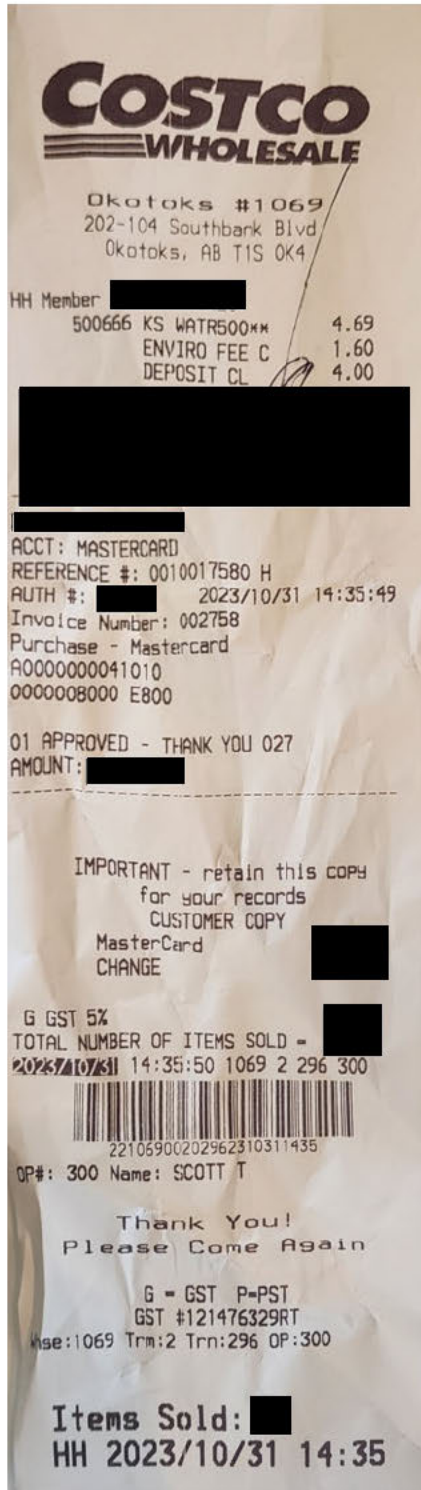 COSTCO
WHOLESALE
Okotoks #1069
202-104 Southbank Blvd
Okotoks, AB T1S 0K4
HH Member
500666 KS WATR500** 4.69
ENVIRO FEE C 1.60
DEPOSIT CL 4.00
ACCT: MASTERCARD
REFERENCE #: 0010017580 H
AUTH #: 2023/10/31 14:35:49
Invoice Number: 002758
Purchase - Mastercard
A0000000041010
0000008000 E800
01 APPROVED - THANK YOU 027
AMOUNT:
IMPORTANT - retain this copy
for your records
CUSTOMER COPY
MasterCard
CHANGE
G GST 5%
TOTAL NUMBER OF ITEMS SOLD =
2023/10/31 14:35:50 1069 2 296 300
22106900202962310311435
OP#: 300 Name: SCOTT T
Thank You!
Please Come Again
G = GST P=PST
GST #121476329RT
hse:1069 Trm:2 Trn:296 OP:300
Items Sold:
HH 2023/10/31 14:35